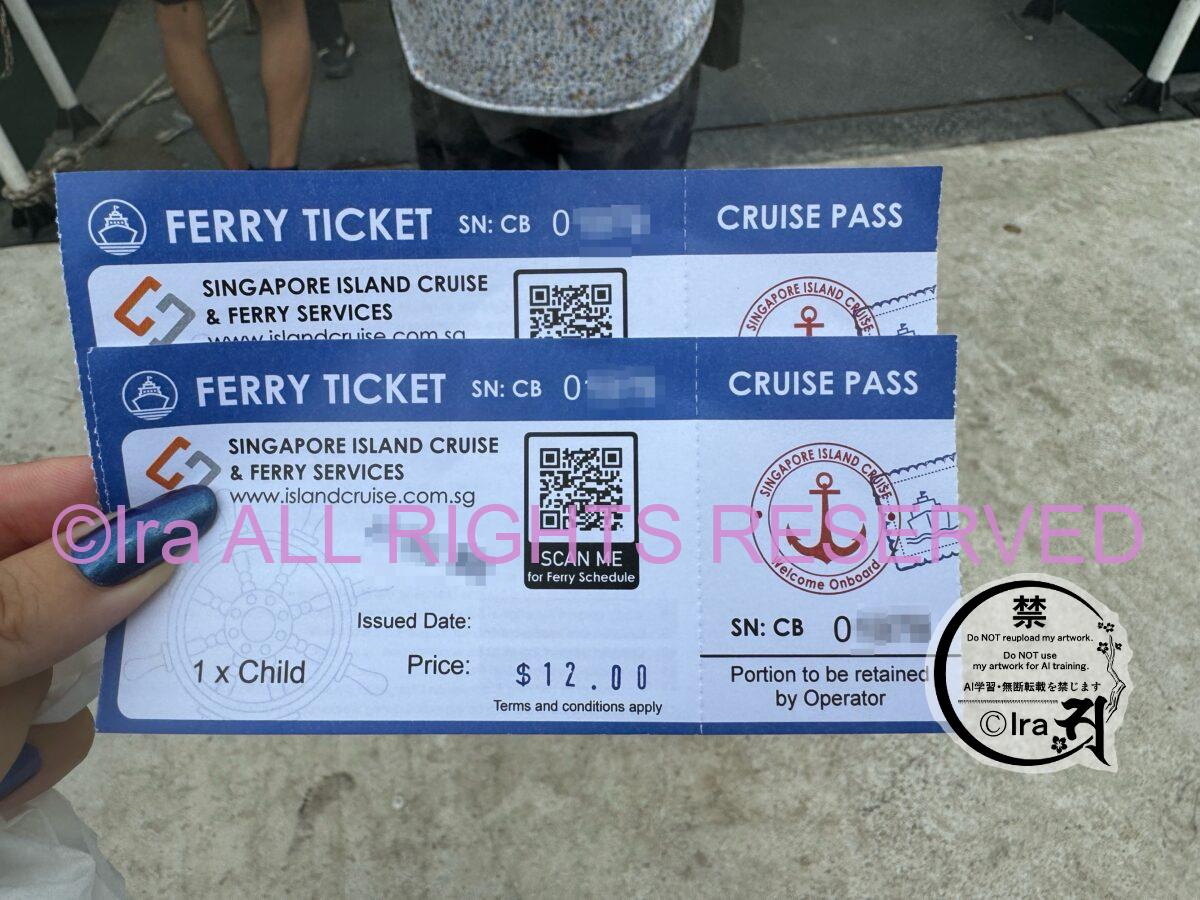 FERRY TICKET SN: CB 0
CRUISE PASS
SINGAPORE ISLAND CRUISE
& FERRY SERVICES
www.islandcruise.com.sg
SINGAPORE ISLAND CRUISE
FERRY TICKET SN: CB 0
CRUISE PASS
SINGAPORE ISLAND CRUISE
& FERRY SERVICES
www.islandcruise.com.sg
SCAN ME
for Ferry Schedule
Issued Date:
1 x Child
Price: $12.00
Terms and conditions apply
SINGAPORE ISLAND CRUISE
Welcome Onboard
SN: CB 0
Portion to be retained
by Operator
©Ira ALL RIGHTS RESERVED
禁
Do NOT reupload my artwork.
Do NOT use
my artwork for AI training.
AI学習・無断転載を禁じます
©Ira